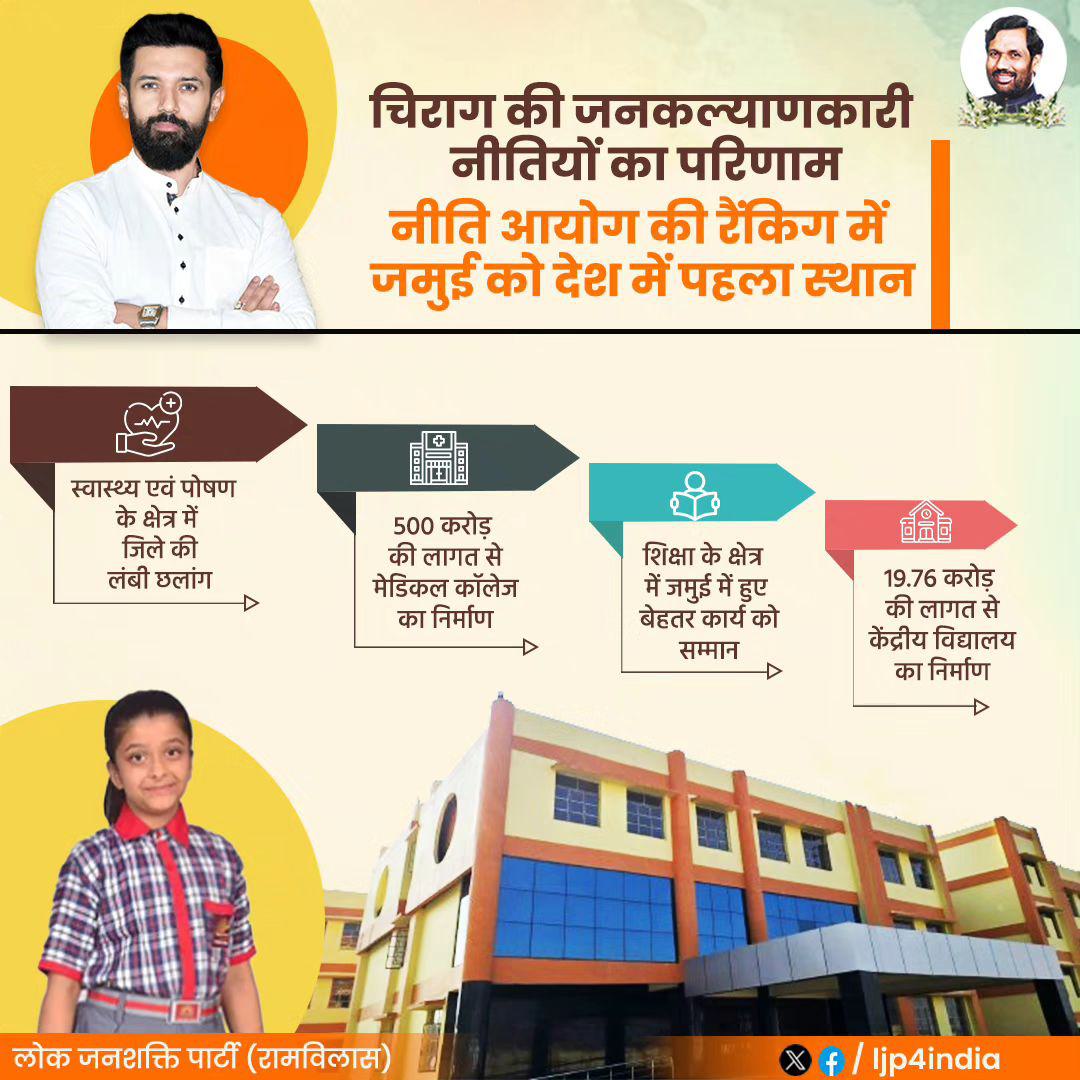 चिराग की जनकल्याणकारी
नीतियों का परिणाम
नीति आयोग की रैंकिग में
जमुई को देश में पहला स्थान
स्वास्थ्य एवं पोषण
के क्षेत्र में
जिले की
लंबी छलांग
500 करोड़
की लागत से
मेडिकल कॉलेज
का निर्माण
शिक्षा के क्षेत्र
में जमुई में हुए
बेहतर कार्य को
सम्मान
19.76 करोड़
की लागत से
केंद्रीय विद्यालय
का निर्माण
लोक जनशक्ति पार्टी (रामविलास)
/ ljp4india